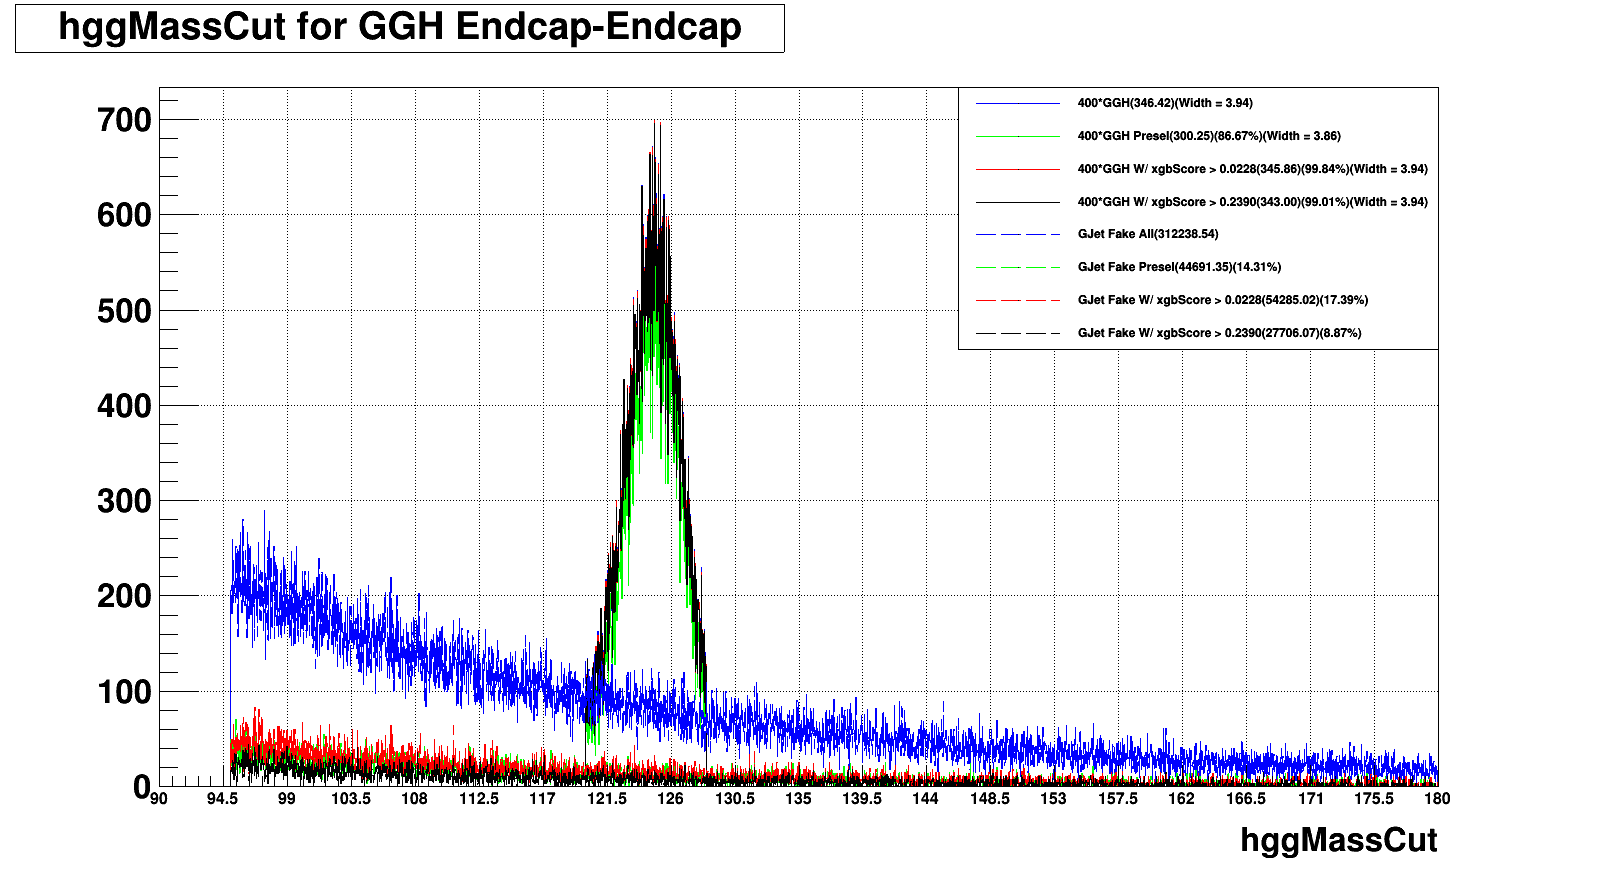 hggMassCut for GGH Endcap-Endcap
400*GGH(346.42)(Width = 3.94)
400*GGH Presel(300.25)(86.67%)(Width = 3.86)
400*GGH W/ xgbScore > 0.0228(345.86)(99.84%)(Width = 3.94)
400*GGH W/ xgbScore > 0.2390(343.00)(99.01%)(Width = 3.94)
GJet Fake All(312238.54)
GJet Fake Presel(44691.35)(14.31%)
GJet Fake W/ xgbScore > 0.0228(54285.02)(17.39%)
GJet Fake W/ xgbScore > 0.2390(27706.07)(8.87%)
700
600
500
400
300
200
100
0
90 94.5 99 103.5 108 112.5 117 121.5 126 130.5 135 139.5 144 148.5 153 157.5 162 166.5 171 175.5 180
hggMassCut